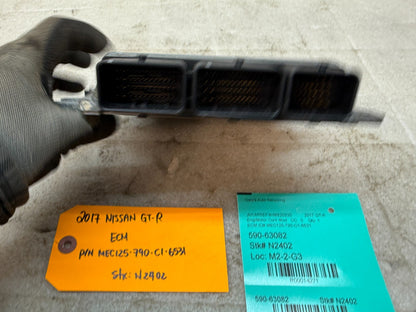 2017 NISSAN GT-R
ECM
P/N MEC125-790-C1-6531
Stk: N2402
590-63082
Stk# N2402
Loc: M2-2-G3
R00014271
590-63082 Stk# N2402